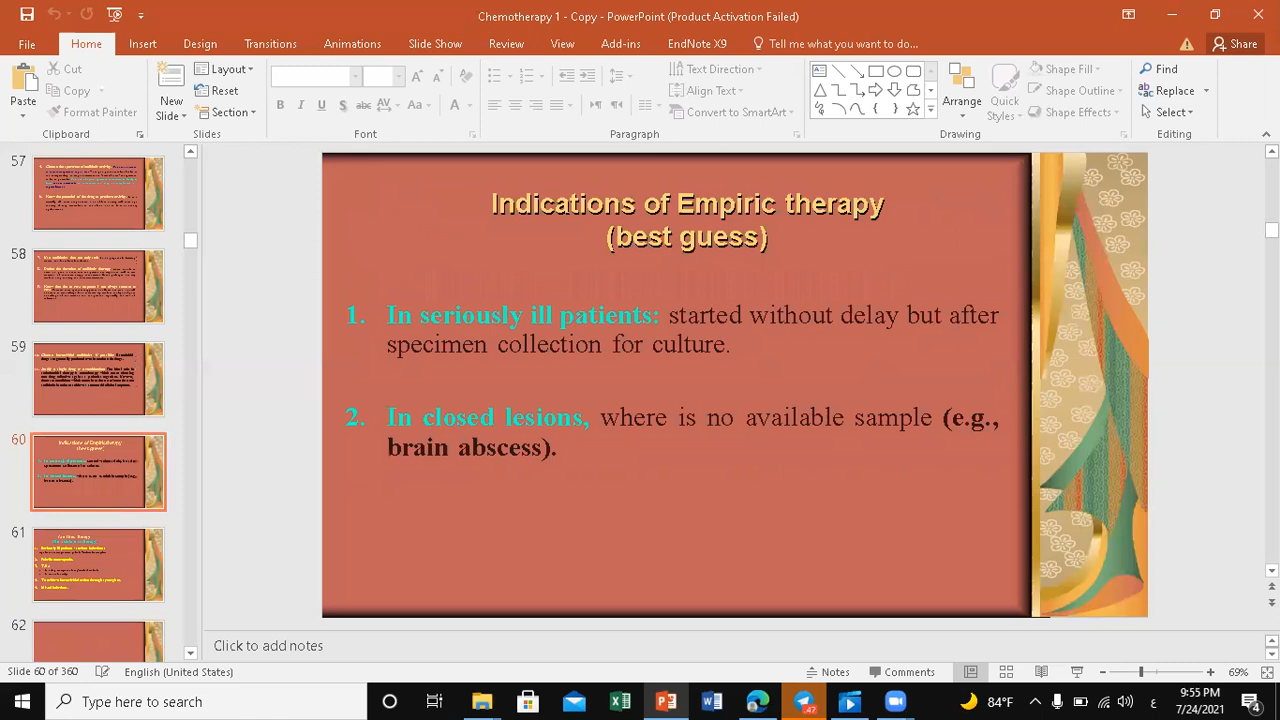 Chemotherapy 1 - Copy - PowerPoint (Product Activation Failed)
File Home Insert Design Transitions Animations Slide Show Review View Add-ins EndNote X9 Tell me what you want to do... Share
Paste Cut Copy Format Painter
New Slide Layout Reset Section
B I U S abc AV Aa A
Text Direction Align Text Convert to SmartArt
Arrange Quick Styles Shape Fill Shape Outline Shape Effects
Find Replace Select
Clipboard Slides Font Paragraph Drawing Editing
57
58
59
60
61
62
Indications of Empiric therapy
(best guess)
1. In seriously ill patients: started without delay but after
specimen collection for culture.
2. In closed lesions, where is no available sample (e.g.,
brain abscess).
Click to add notes
Slide 60 of 360 English (United States) Notes Comments 69%
Type here to search 84°F ع 9:55 PM
7/24/2021
47
4